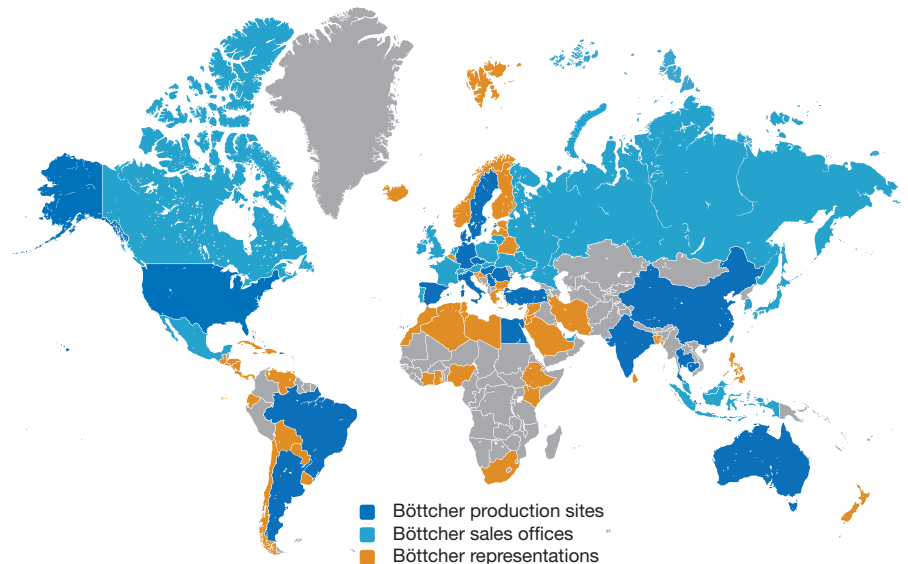 Böttcher production sites
Böttcher sales offices
Böttcher representations